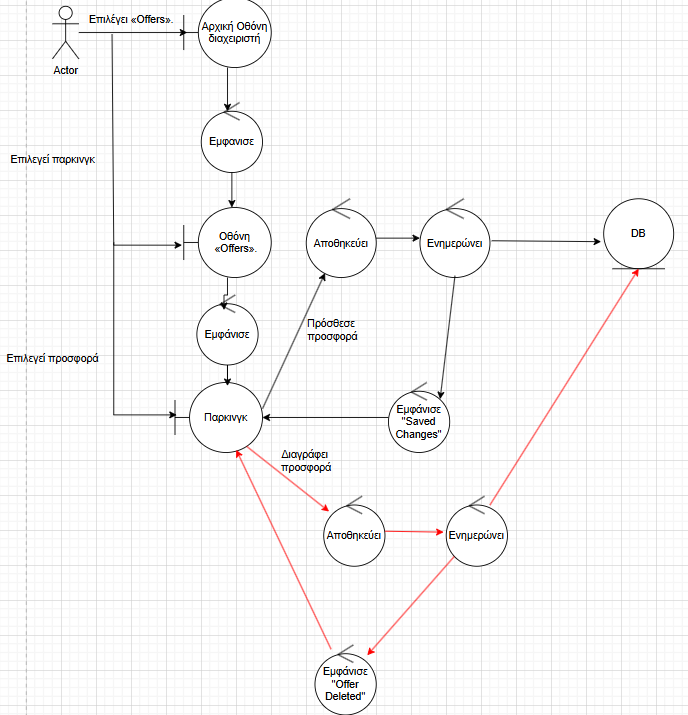 Επιλέγει «Offers».
Αρχική Οθόνη
διαχειριστή
Actor
Εμφανισε
Επιλεγεί παρκινγκ
Οθόνη
«Offers».
Αποθηκεύει
Ενημερώνει
DB
Εμφάνισε
Πρόσθεσε
προσφορά
Επιλεγεί προσφορά
Παρκινγκ
Εμφάνισε
"Saved
Changes"
Διαγράφει
προσφορά
Αποθηκεύει
Ενημερώνει
Εμφάνισε
"Offer
Deleted"